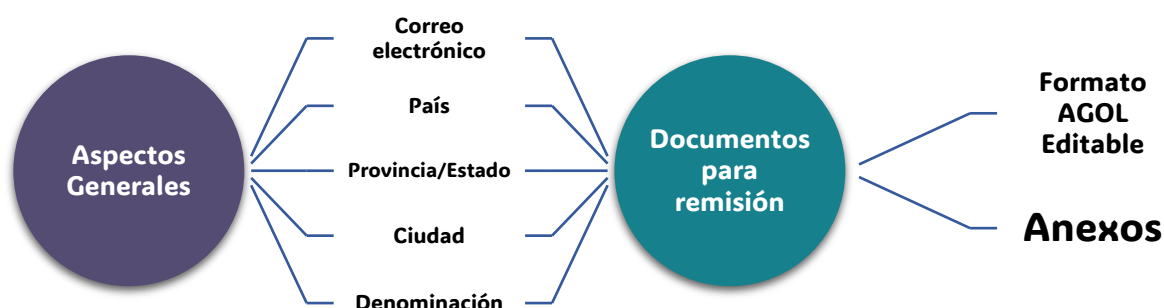 Aspectos
Generales
Correo
electrónico
País
Provincia/Estado
Ciudad
Denominación
Documentos
para
remisión
Formato
AGOL
Editable
Anexos